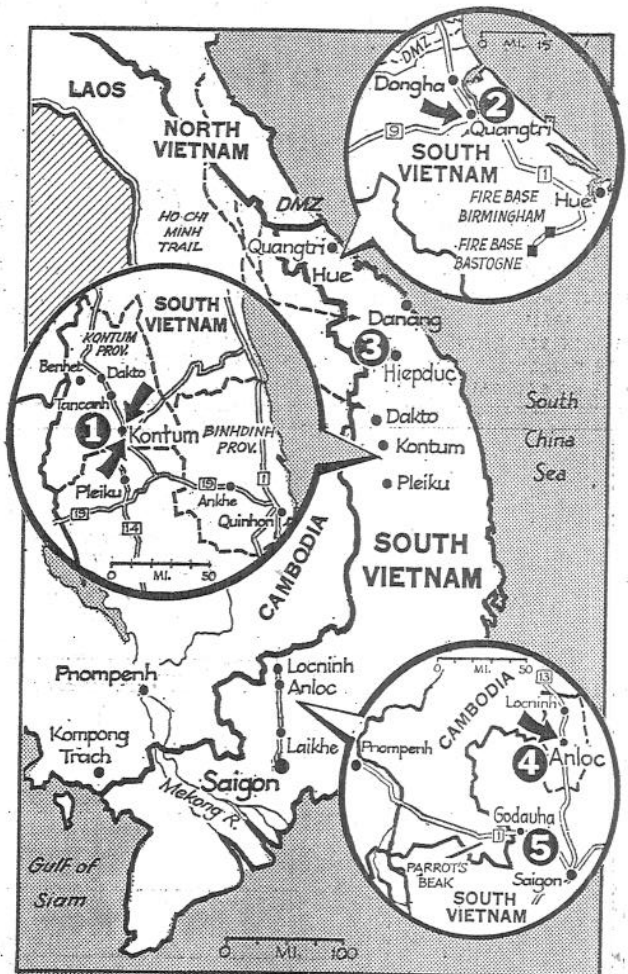 LAOS
NORTH
VIETNAM
HO CHI
MINH
TRAIL
DMZ
Quangtri
Hue
Danang
3
Hiepduc
Dakto
Kontum
Pleiku
South
China
Sea
SOUTH
VIETNAM
CAMBODIA
Pnompenh
Kompong
Trach
Locninh
Anloc
Laikhe
Saigon
Mekong R.
Gulf of
Siam
0 MI. 100
DMZ
0 MI. 15
Dongha
2
Quangtri
9
SOUTH
VIETNAM
1
Hue
FIRE BASE
BIRMINGHAM
FIRE BASE
BASTOGNE
SOUTH
VIETNAM
KONTUM
PROV.
Benhet
Dakto
Tancanh
1
Kontum
BINHDINH
PROV.
1
Pleiku
19
Ankhe
19
14
Quinhon
0 MI. 50
0 MI. 50
13
CAMBODIA
Locninh
Pnompenh
4
Anloc
Godauha
1
5
PARROT'S
BEAK
Saigon
SOUTH
VIETNAM